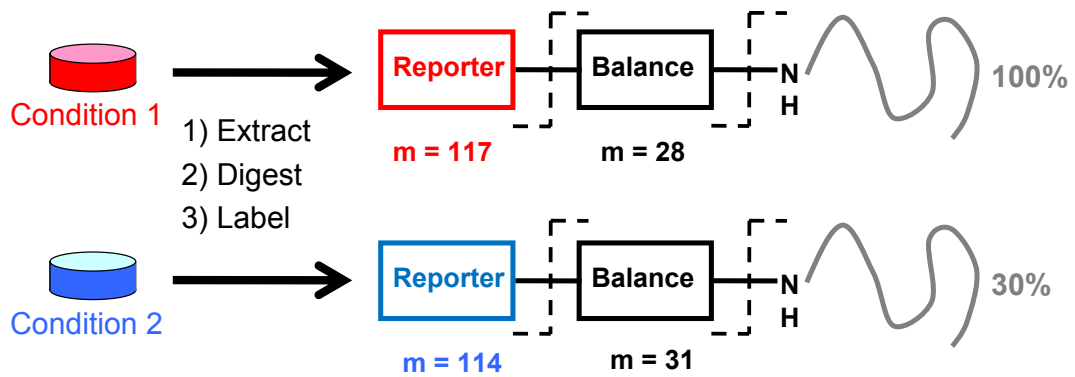 Condition 1
1) Extract
2) Digest
3) Label
Reporter
Balance
N
H
100%
m = 117
m = 28
Condition 2
Reporter
Balance
N
H
30%
m = 114
m = 31